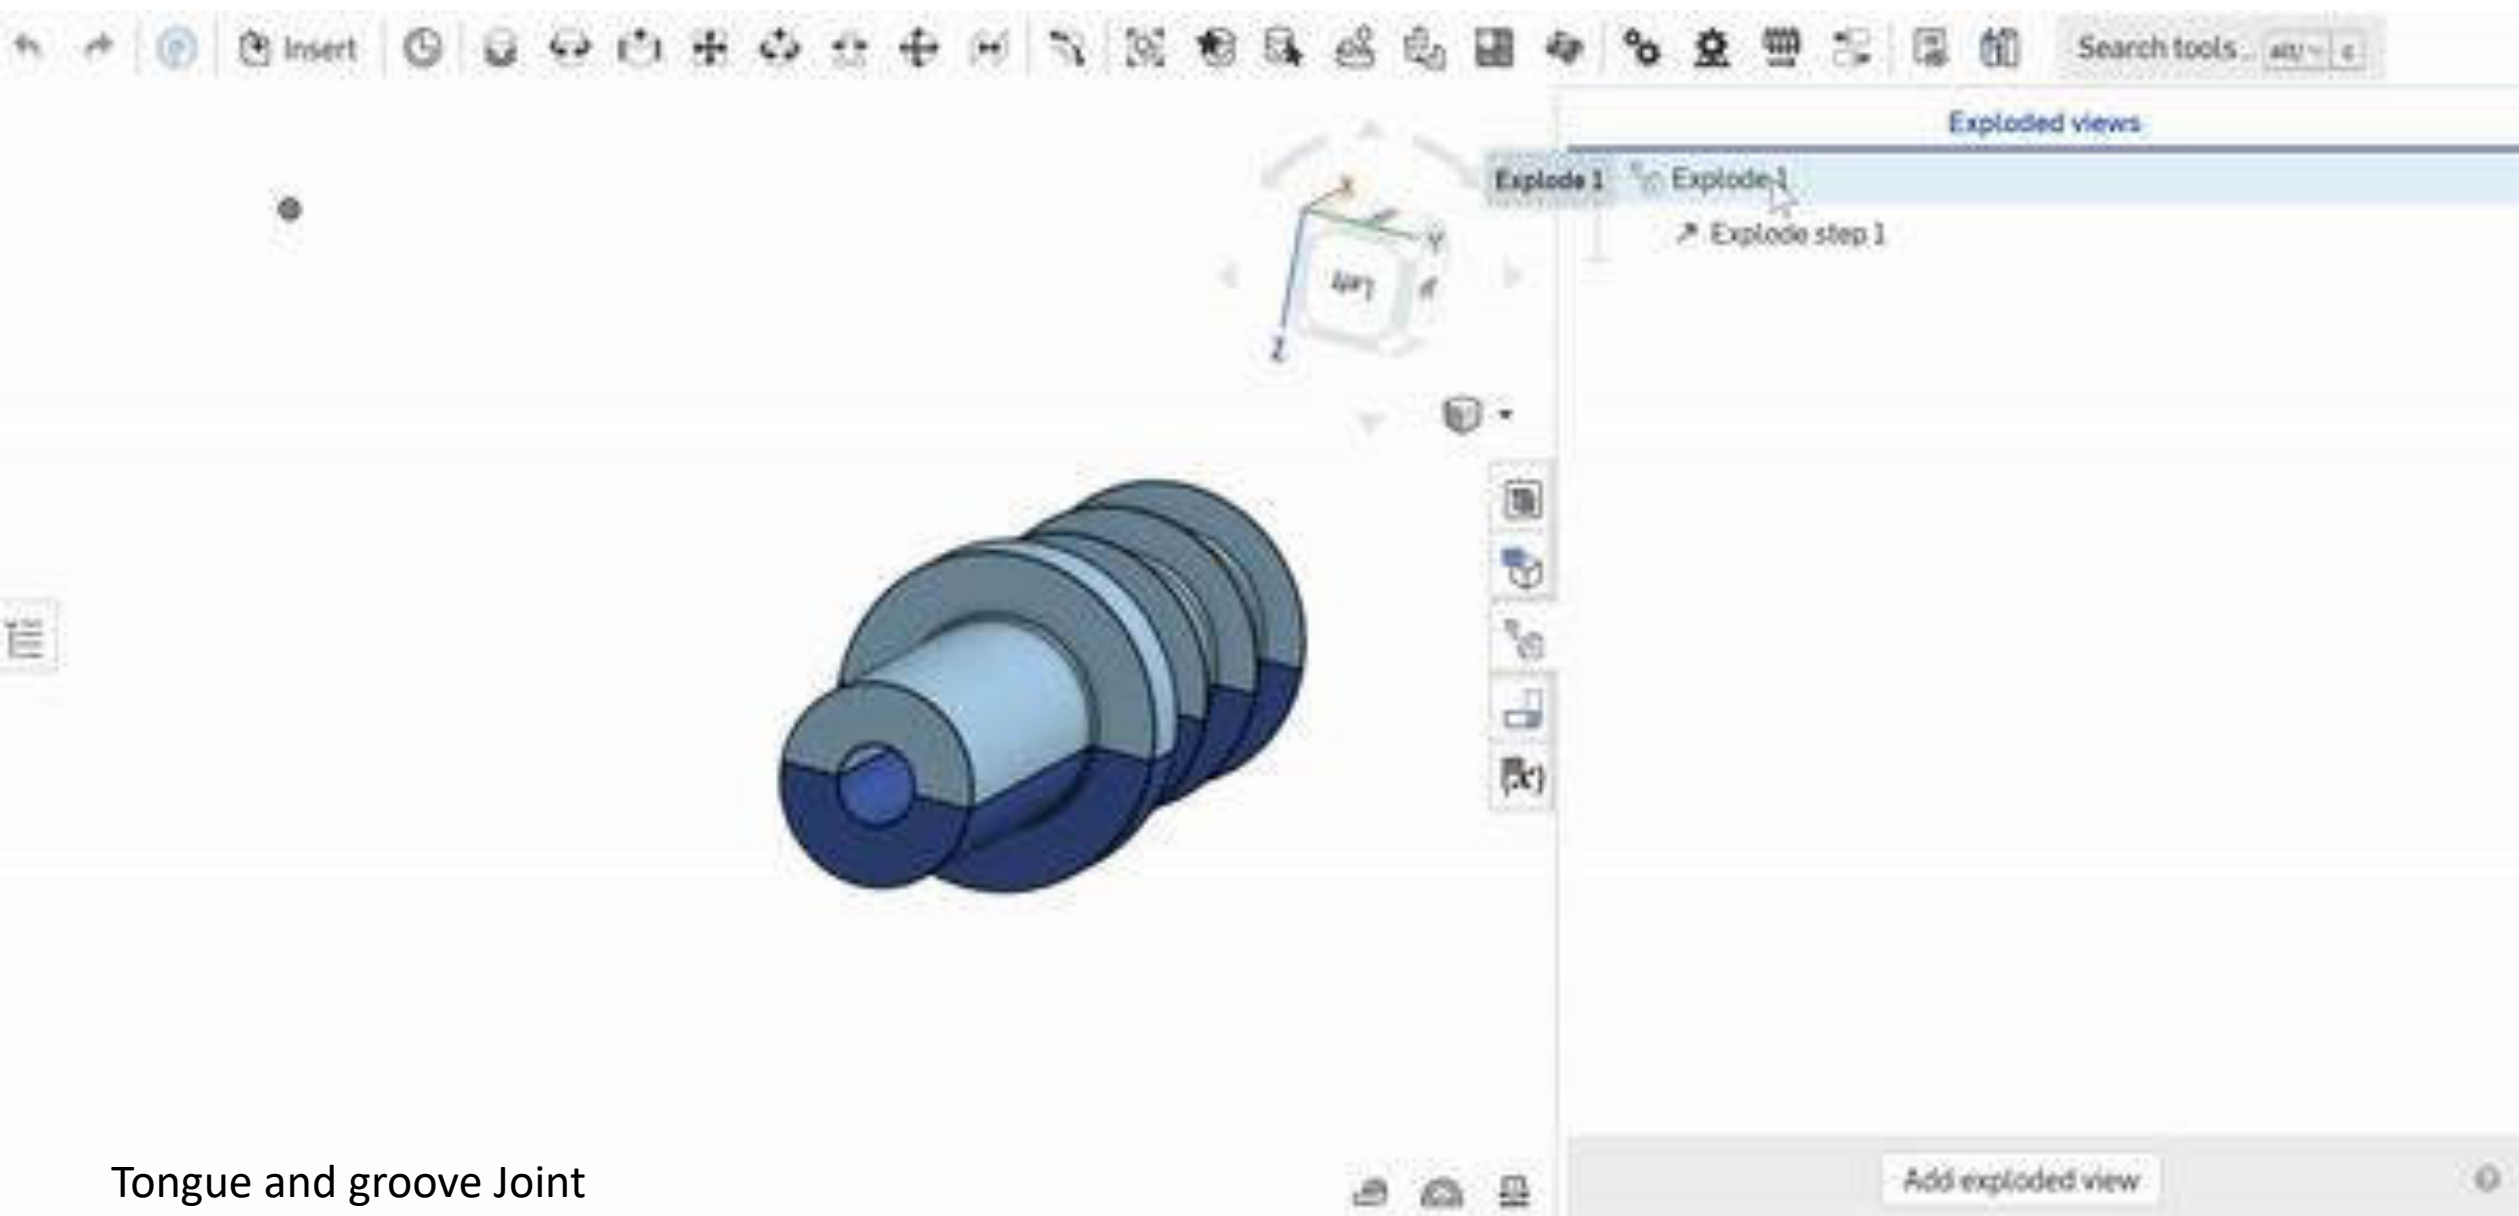 Insert
Search tools...
Exploded views
Explode 1
Explode 1
Explode step 1
X
Y
Z
Left
Add exploded view
Tongue and groove Joint